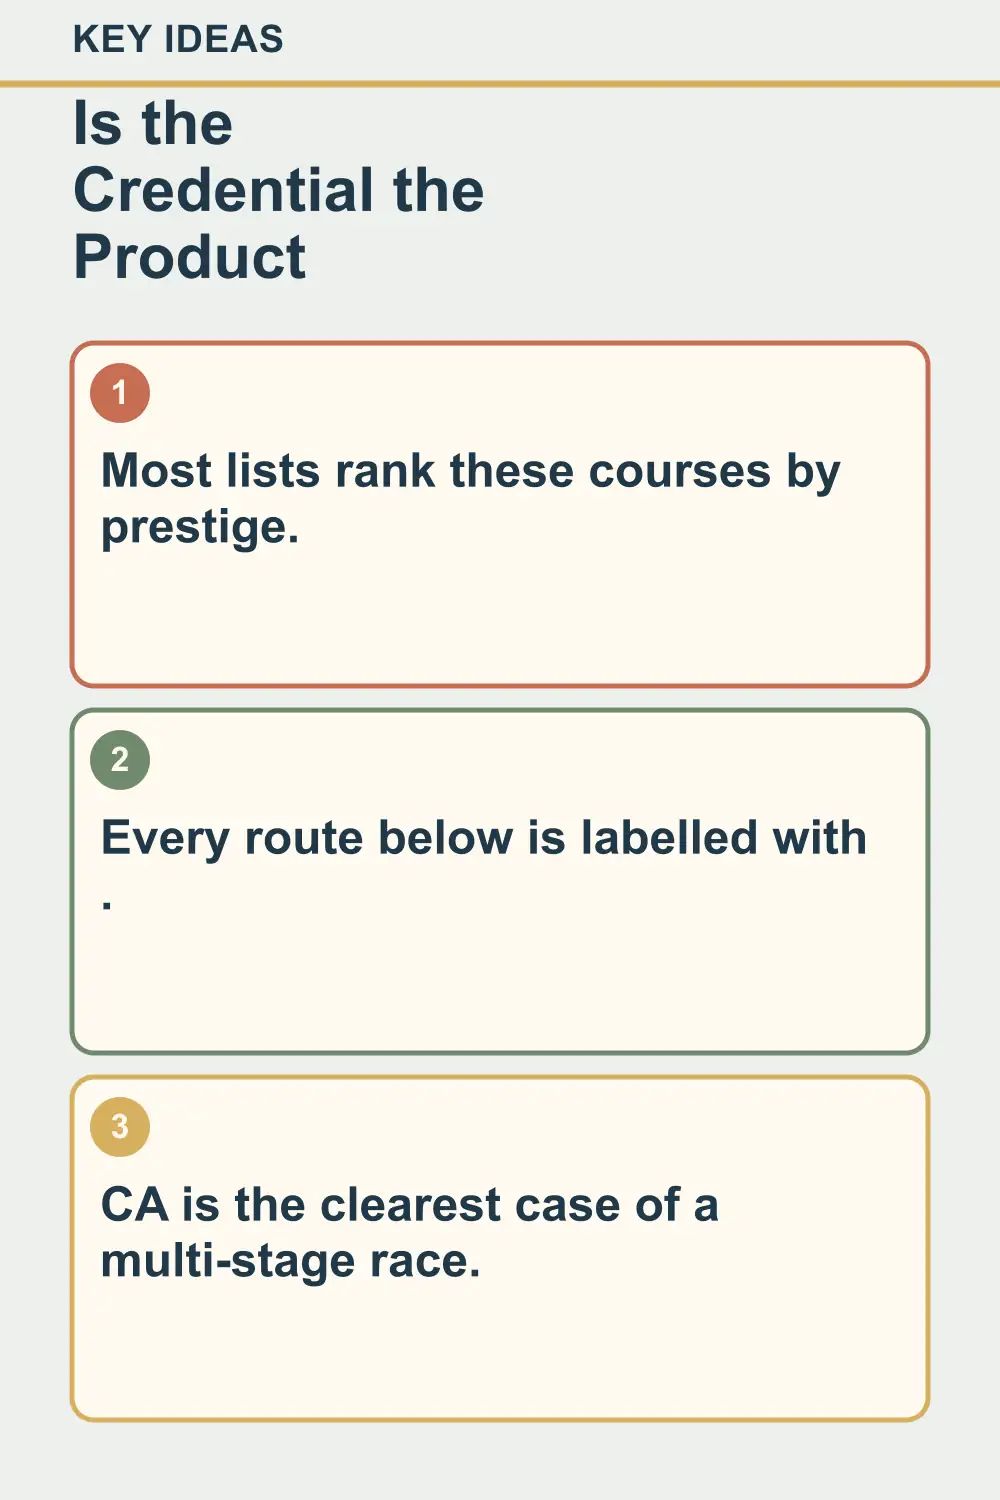 KEY IDEAS
Is the
Credential the
Product
1
Most lists rank these courses by
prestige.
2
Every route below is labelled with
.
3
CA is the clearest case of a
multi-stage race.